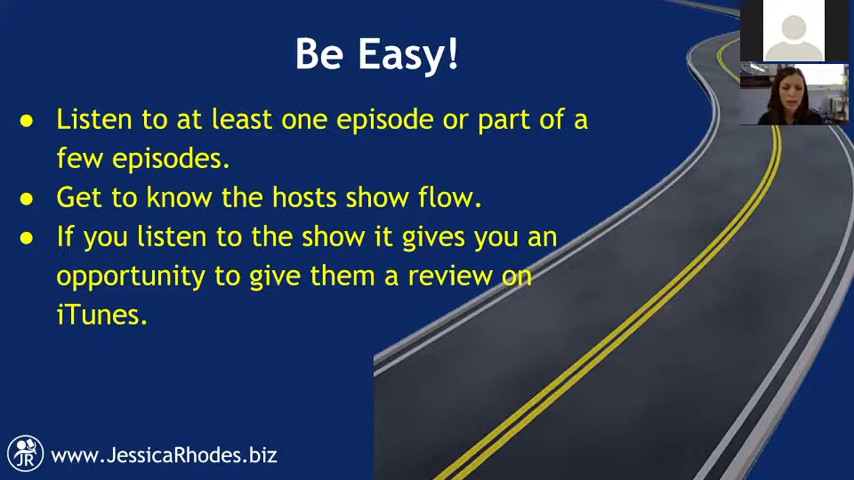 Be Easy!
● Listen to at least one episode or part of a
few episodes.
● Get to know the hosts show flow.
● If you listen to the show it gives you an
opportunity to give them a review on
iTunes.
JR www.JessicaRhodes.biz